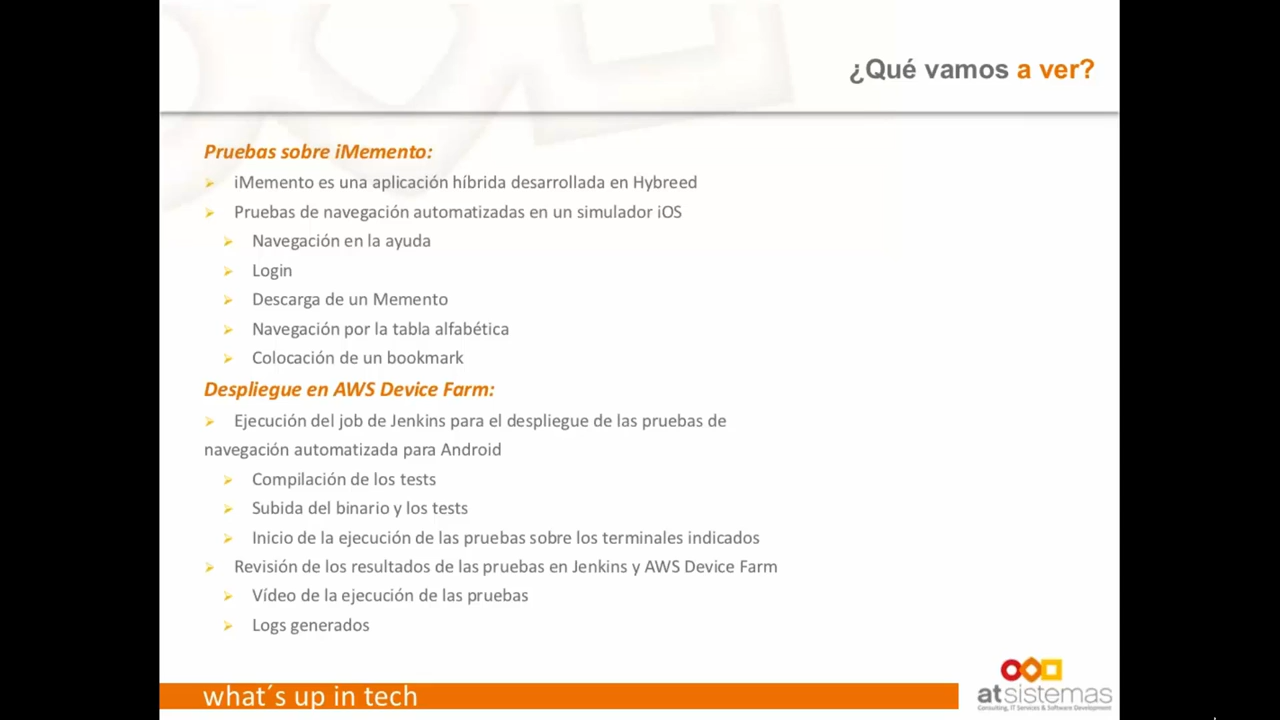 ¿Qué vamos a ver?
Pruebas sobre iMemento:
iMemento es una aplicación híbrida desarrollada en Hybreed
Pruebas de navegación automatizadas en un simulador iOS
Navegación en la ayuda
Login
Descarga de un Memento
Navegación por la tabla alfabética
Colocación de un bookmark
Despliegue en AWS Device Farm:
Ejecución del job de Jenkins para el despliegue de las pruebas de
navegación automatizada para Android
Compilación de los tests
Subida del binario y los tests
Inicio de la ejecución de las pruebas sobre los terminales indicados
Revisión de los resultados de las pruebas en Jenkins y AWS Device Farm
Vídeo de la ejecución de las pruebas
Logs generados
what´s up in tech
atsistemas
Consulting, IT Services & Software Development